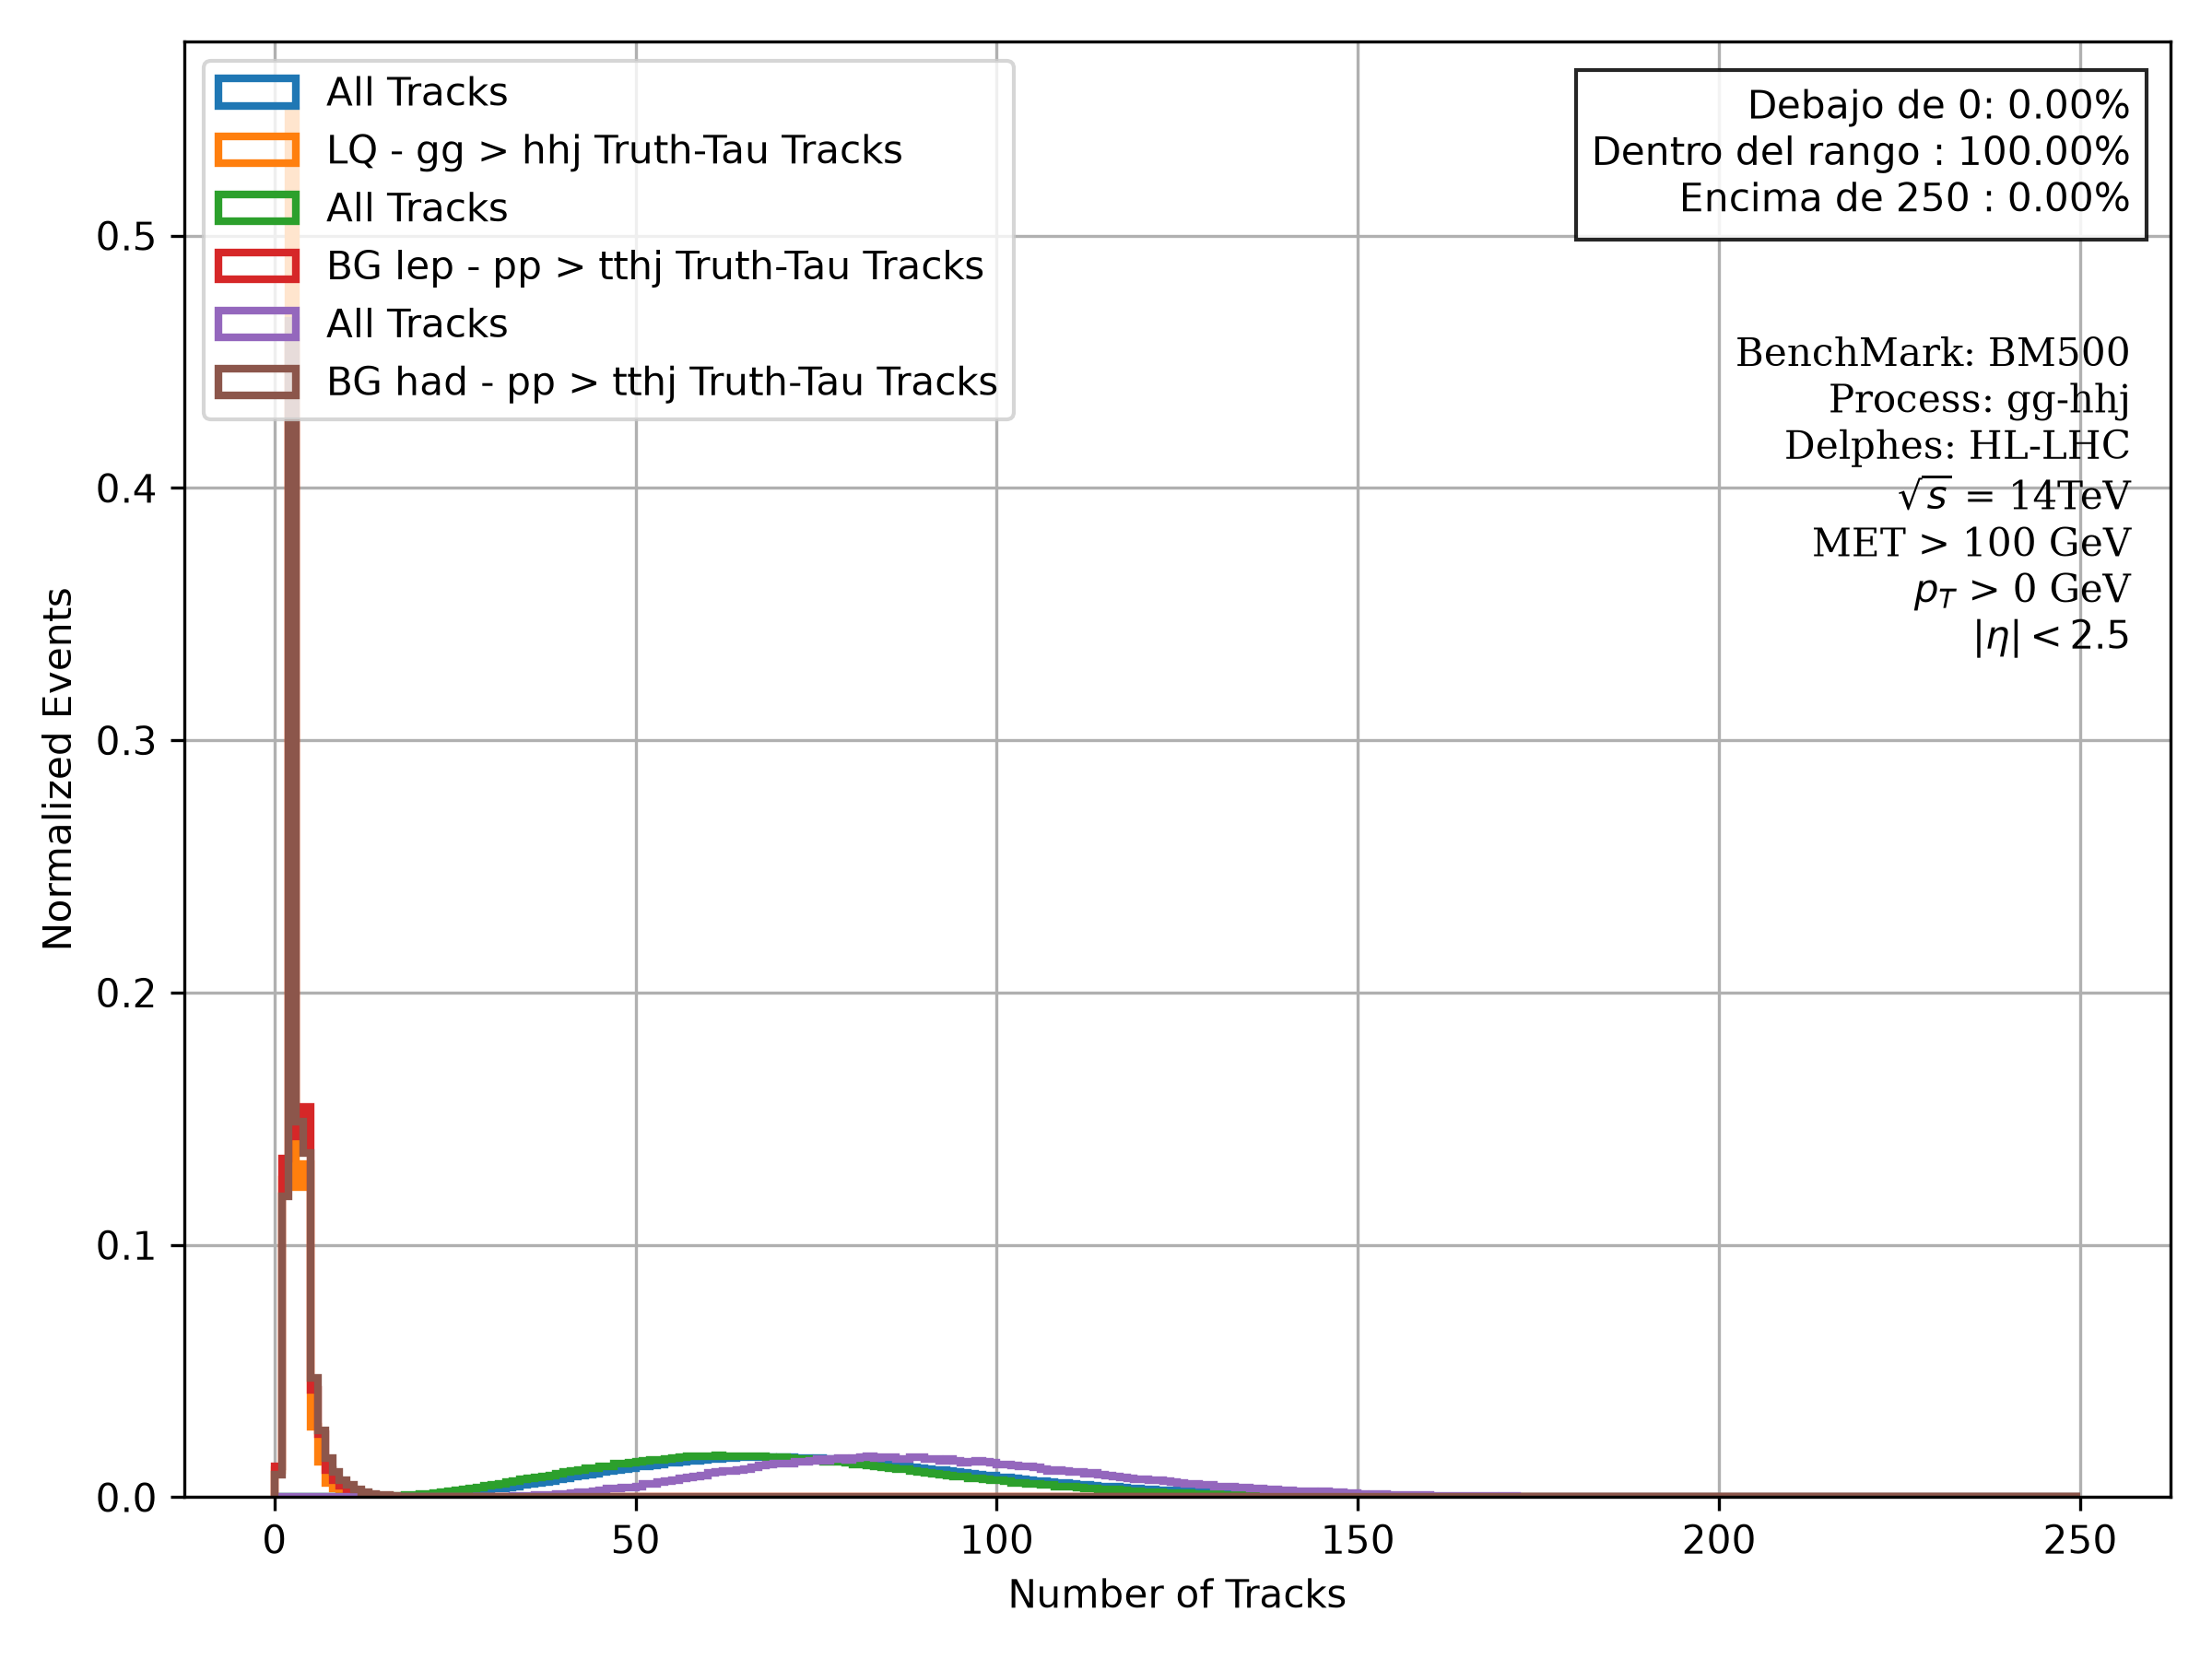 All Tracks
LQ - gg > hhj Truth-Tau Tracks
All Tracks
BG lep - pp > tthj Truth-Tau Tracks
All Tracks
BG had - pp > tthj Truth-Tau Tracks
Debajo de 0: 0.00%
Dentro del rango : 100.00%
Encima de 250 : 0.00%
BenchMark: BM500
Process: gg-hhj
Delphes: HL-LHC
√s = 14TeV
MET > 100 GeV
p_T > 0 GeV
|η| < 2.5
Normalized Events
0.5
0.4
0.3
0.2
0.1
0.0
0 50 100 150 200 250
Number of Tracks